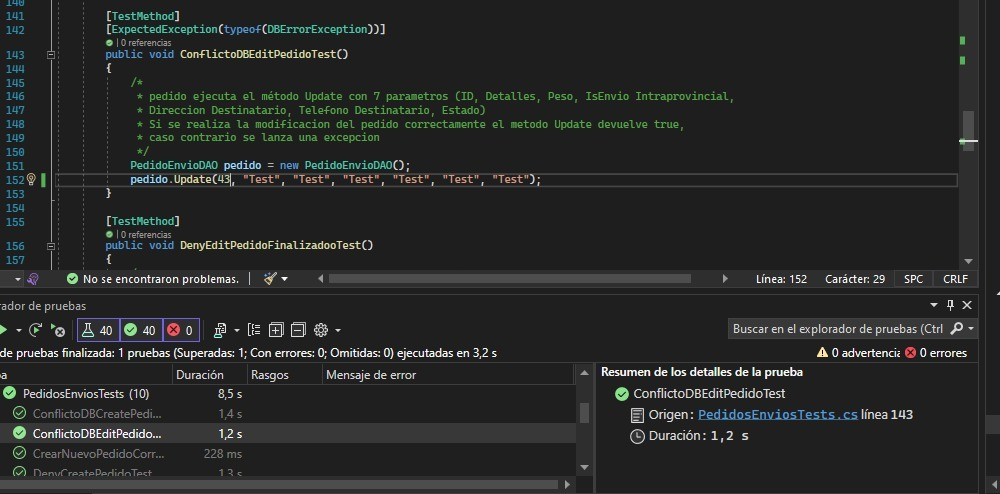 140
141 [TestMethod]
142 [ExpectedException(typeof(DBErrorException))]
| 0 referencias
143 public void ConflictoDBEditPedidoTest()
144 {
145 /*
146 * pedido ejecuta el método Update con 7 parametros (ID, Detalles, Peso, IsEnvio Intraprovincial,
147 * Direccion Destinatario, Telefono Destinatario, Estado)
148 * Si se realiza la modificacion del pedido correctamente el metodo Update devuelve true,
149 * caso contrario se lanza una excepcion
150 */
151 PedidoEnvioDAO pedido = new PedidoEnvioDAO();
152 pedido.Update(43, "Test", "Test", "Test", "Test", "Test", "Test");
153 }
154
155 [TestMethod]
| 0 referencias
156 public void DenyEditPedidoFinalizadooTest()
157 {
No se encontraron problemas. Línea: 152 Carácter: 29 SPC CRLF
rador de pruebas
40 40 0 Buscar en el explorador de pruebas (Ctrl
de pruebas finalizada: 1 pruebas (Superadas: 1; Con errores: 0; Omitidas: 0) ejecutadas en 3,2 s 0 advertencia 0 errores
ba Duración Rasgos Mensaje de error
PedidosEnviosTests (10) 8,5 s
ConflictoDBCreatePedi... 1,4 s
ConflictoDBEditPedido... 1,2 s
CrearNuevoPedidoCorr... 228 ms
DenyCreatePedidoTest 1,3 s
Resumen de los detalles de la prueba
ConflictoDBEditPedidoTest
Origen: PedidosEnviosTests.cs línea 143
Duración: 1,2 s